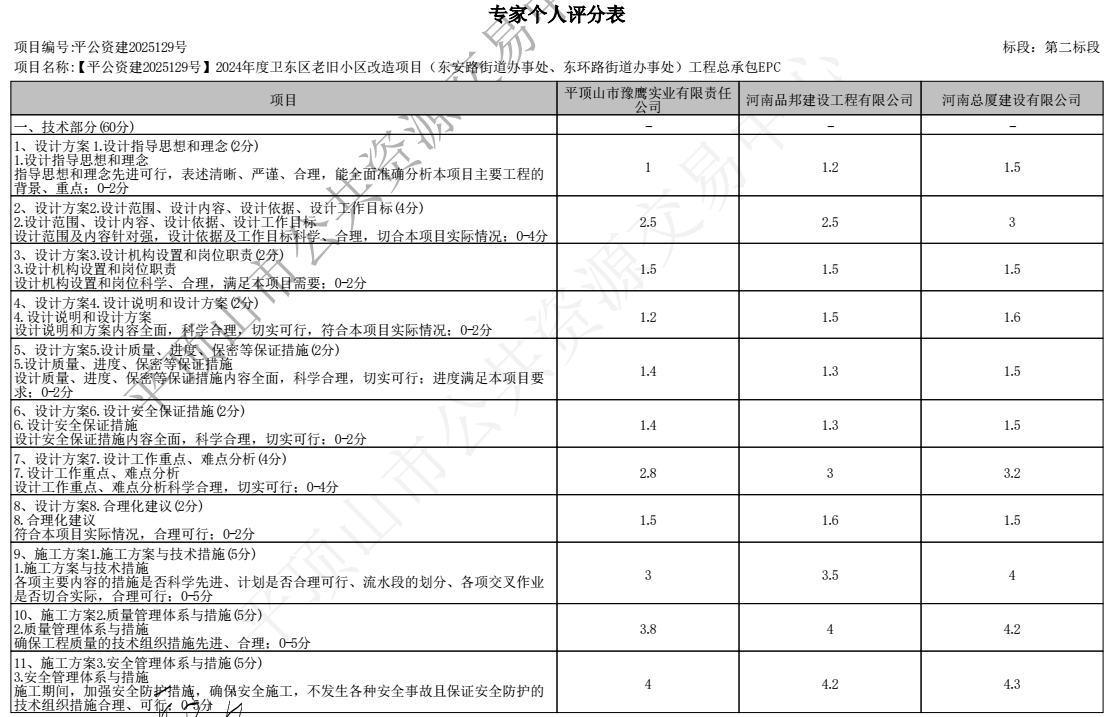 专家个人评分表
项目编号:平公资建2025129号
标段：第二标段
项目名称:【平公资建2025129号】2024年度卫东区老旧小区改造项目（东安路街道办事处、东环路街道办事处）工程总承包EPC
项目
平顶山市豫鹰实业有限责任
公司
河南品邦建设工程有限公司
河南总厦建设有限公司
一、技术部分(60分)
-
-
-
1、设计方案 1.设计指导思想和理念(2分)
1.设计指导思想和理念
指导思想和理念先进可行，表述清晰、严谨、合理，能全面准确分析本项目主要工程的
背景、重点；0-2分
1
1.2
1.5
2、设计方案2.设计范围、设计内容、设计依据、设计工作目标(4分)
2.设计范围、设计内容、设计依据、设计工作目标
设计范围及内容针对强，设计依据及工作目标科学、合理，切合本项目实际情况；0-4分
2.5
2.5
3
3、设计方案3.设计机构设置和岗位职责(2分)
3.设计机构设置和岗位职责
设计机构设置和岗位科学、合理，满足本项目需要；0-2分
1.5
1.5
1.5
4、设计方案4.设计说明和设计方案(2分)
4.设计说明和设计方案
设计说明和方案内容全面，科学合理，切实可行，符合本项目实际情况；0-2分
1.2
1.5
1.6
5、设计方案5.设计质量、进度、保密等保证措施(2分)
5.设计质量、进度、保密等保证措施
设计质量、进度、保密等保证措施内容全面，科学合理，切实可行；进度满足本项目要
求；0-2分
1.4
1.3
1.5
6、设计方案6.设计安全保证措施(2分)
6.设计安全保证措施
设计安全保证措施内容全面，科学合理，切实可行；0-2分
1.4
1.3
1.5
7、设计方案7.设计工作重点、难点分析(4分)
7.设计工作重点、难点分析
设计工作重点、难点分析科学合理，切实可行；0-4分
2.8
3
3.2
8、设计方案8.合理化建议(2分)
8.合理化建议
符合本项目实际情况，合理可行；0-2分
1.5
1.6
1.5
9、施工方案1.施工方案与技术措施(5分)
1.施工方案与技术措施
各项主要内容的措施是否科学先进、计划是否合理可行、流水段的划分、各项交叉作业
是否切合实际，合理可行；0-5分
3
3.5
4
10、施工方案2.质量管理体系与措施(5分)
2.质量管理体系与措施
确保工程质量的技术组织措施先进、合理；0-5分
3.8
4
4.2
11、施工方案3.安全管理体系与措施(5分)
3.安全管理体系与措施
施工期间，加强安全防护措施，确保安全施工，不发生各种安全事故且保证安全防护的
技术组织措施合理、可行；0-5分
4
4.2
4.3
平顶山市公共资源交易中
平顶山市公共资源交易中心